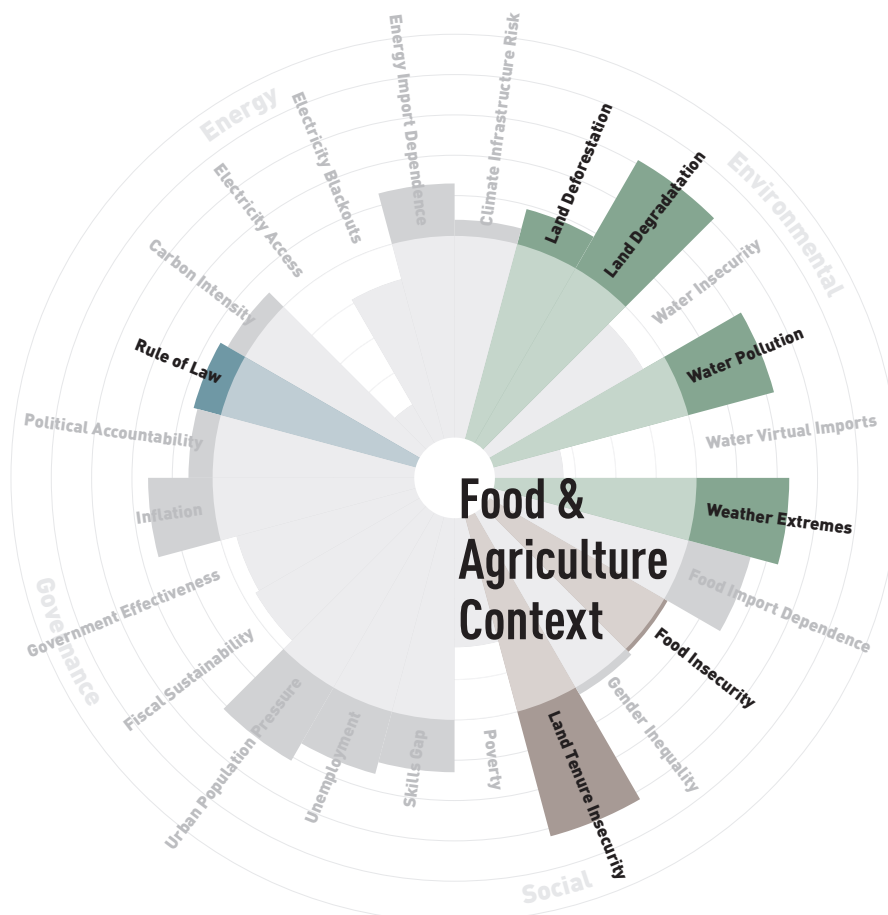 Energy
Environmental
Social
Governance
Energy Import Dependence
Climate Infrastructure Risk
Land Deforestation
Land Degradatation
Water Insecurity
Water Pollution
Water Virtual Imports
Weather Extremes
Food Import Dependence
Food Insecurity
Gender Inequality
Land Tenure Insecurity
Poverty
Skills Gap
Unemployment
Urban Population Pressure
Fiscal Sustainability
Government Effectiveness
Inflation
Political Accountability
Rule of Law
Carbon Intensity
Electricity Access
Electricity Blackouts
Food &
Agriculture
Context